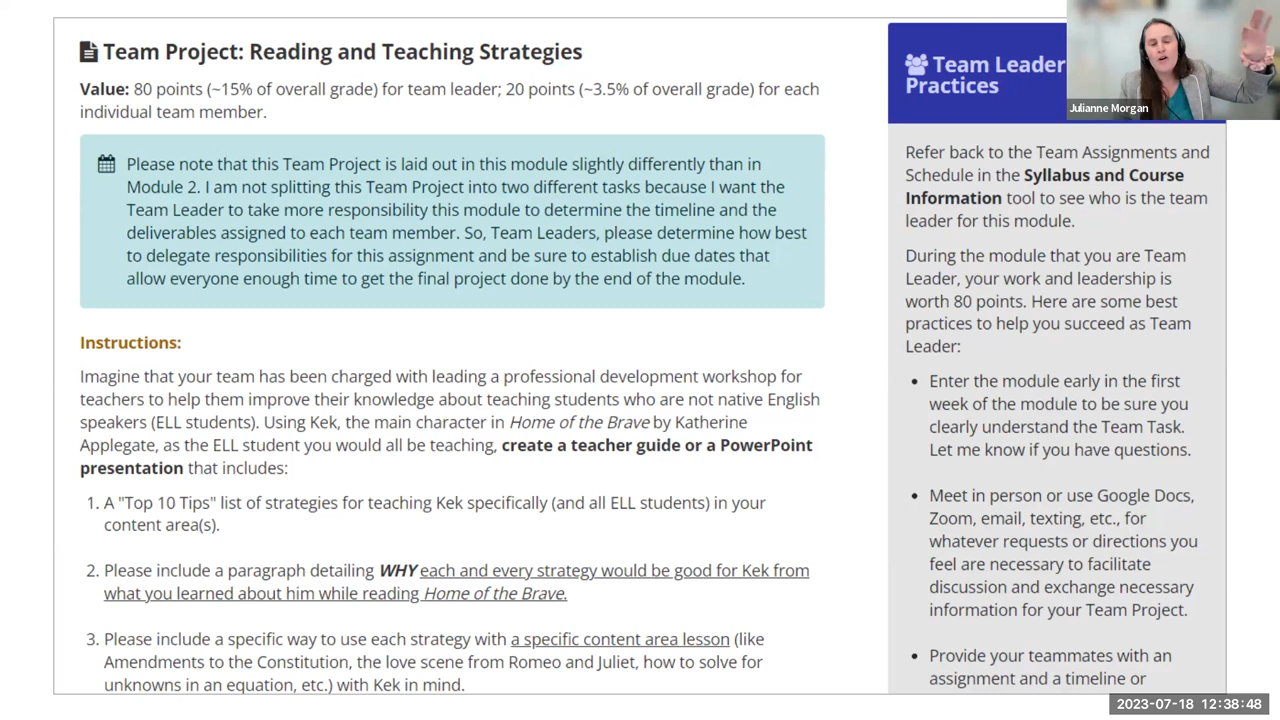 Team Project: Reading and Teaching Strategies
Value: 80 points (~15% of overall grade) for team leader; 20 points (~3.5% of overall grade) for each
individual team member.
Please note that this Team Project is laid out in this module slightly differently than in
Module 2. I am not splitting this Team Project into two different tasks because I want the
Team Leader to take more responsibility this module to determine the timeline and the
deliverables assigned to each team member. So, Team Leaders, please determine how best
to delegate responsibilities for this assignment and be sure to establish due dates that
allow everyone enough time to get the final project done by the end of the module.
Instructions:
Imagine that your team has been charged with leading a professional development workshop for
teachers to help them improve their knowledge about teaching students who are not native English
speakers (ELL students). Using Kek, the main character in Home of the Brave by Katherine
Applegate, as the ELL student you would all be teaching, create a teacher guide or a PowerPoint
presentation that includes:
1. A "Top 10 Tips" list of strategies for teaching Kek specifically (and all ELL students) in your
content area(s).
2. Please include a paragraph detailing WHY each and every strategy would be good for Kek from
what you learned about him while reading Home of the Brave.
3. Please include a specific way to use each strategy with a specific content area lesson (like
Amendments to the Constitution, the love scene from Romeo and Juliet, how to solve for
unknowns in an equation, etc.) with Kek in mind.
Team Leader
Practices
Julianne Morgan
Refer back to the Team Assignments and
Schedule in the Syllabus and Course
Information tool to see who is the team
leader for this module.
During the module that you are Team
Leader, your work and leadership is
worth 80 points. Here are some best
practices to help you succeed as Team
Leader:
• Enter the module early in the first
week of the module to be sure you
clearly understand the Team Task.
Let me know if you have questions.
• Meet in person or use Google Docs,
Zoom, email, texting, etc., for
whatever requests or directions you
feel are necessary to facilitate
discussion and exchange necessary
information for your Team Project.
• Provide your teammates with an
assignment and a timeline or
2023-07-18 12:38:48